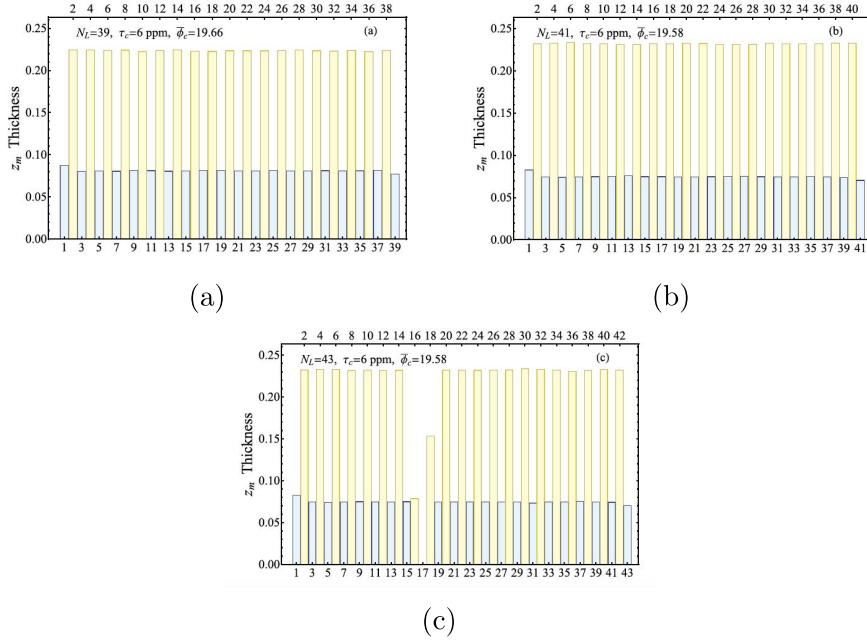 2 4 6 8 10 12 14 16 18 20 22 24 26 28 30 32 34 36 38
N_L=39, τ_c=6 ppm, ϕ̅_c=19.66 (a)
0.25
0.20
0.15
0.10
0.05
0.00
z_m Thickness
1 3 5 7 9 11 13 15 17 19 21 23 25 27 29 31 33 35 37 39
(a)
2 4 6 8 10 12 14 16 18 20 22 24 26 28 30 32 34 36 38 40
N_L=41, τ_c=6 ppm, ϕ̅_c=19.58 (b)
0.25
0.20
0.15
0.10
0.05
0.00
z_m Thickness
1 3 5 7 9 11 13 15 17 19 21 23 25 27 29 31 33 35 37 39 41
(b)
2 4 6 8 10 12 14 16 18 20 22 24 26 28 30 32 34 36 38 40 42
N_L=43, τ_c=6 ppm, ϕ̅_c=19.58 (c)
0.25
0.20
0.15
0.10
0.05
0.00
z_m Thickness
1 3 5 7 9 11 13 15 17 19 21 23 25 27 29 31 33 35 37 39 41 43
(c)